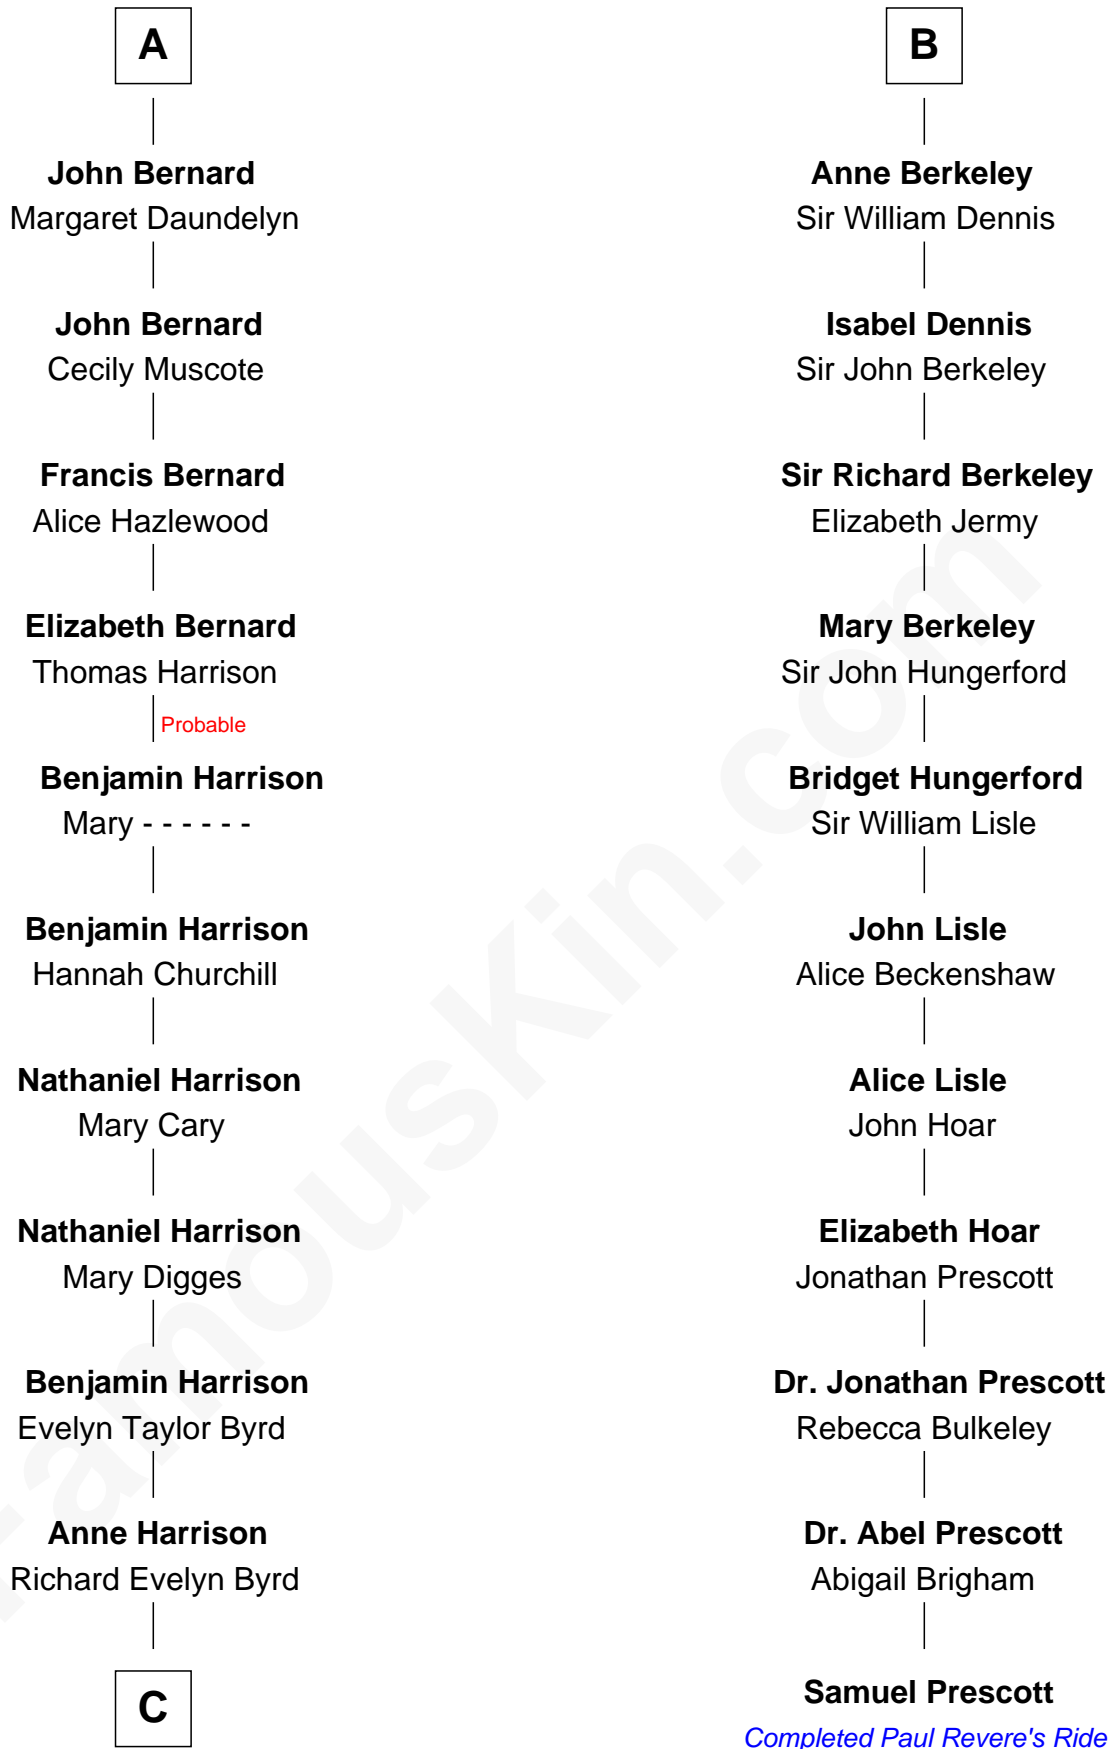 A
John Bernard
Margaret Daundelyn
John Bernard
Cecily Muscote
Francis Bernard
Alice Hazlewood
Elizabeth Bernard
Thomas Harrison
Probable
Benjamin Harrison
Mary - - - - - -
Benjamin Harrison
Hannah Churchill
Nathaniel Harrison
Mary Cary
Nathaniel Harrison
Mary Digges
Benjamin Harrison
Evelyn Taylor Byrd
Anne Harrison
Richard Evelyn Byrd
C
B
Anne Berkeley
Sir William Dennis
Isabel Dennis
Sir John Berkeley
Sir Richard Berkeley
Elizabeth Jermy
Mary Berkeley
Sir John Hungerford
Bridget Hungerford
Sir William Lisle
John Lisle
Alice Beckenshaw
Alice Lisle
John Hoar
Elizabeth Hoar
Jonathan Prescott
Dr. Jonathan Prescott
Rebecca Bulkeley
Dr. Abel Prescott
Abigail Brigham
Samuel Prescott
Completed Paul Revere's Ride
FamousKin.com